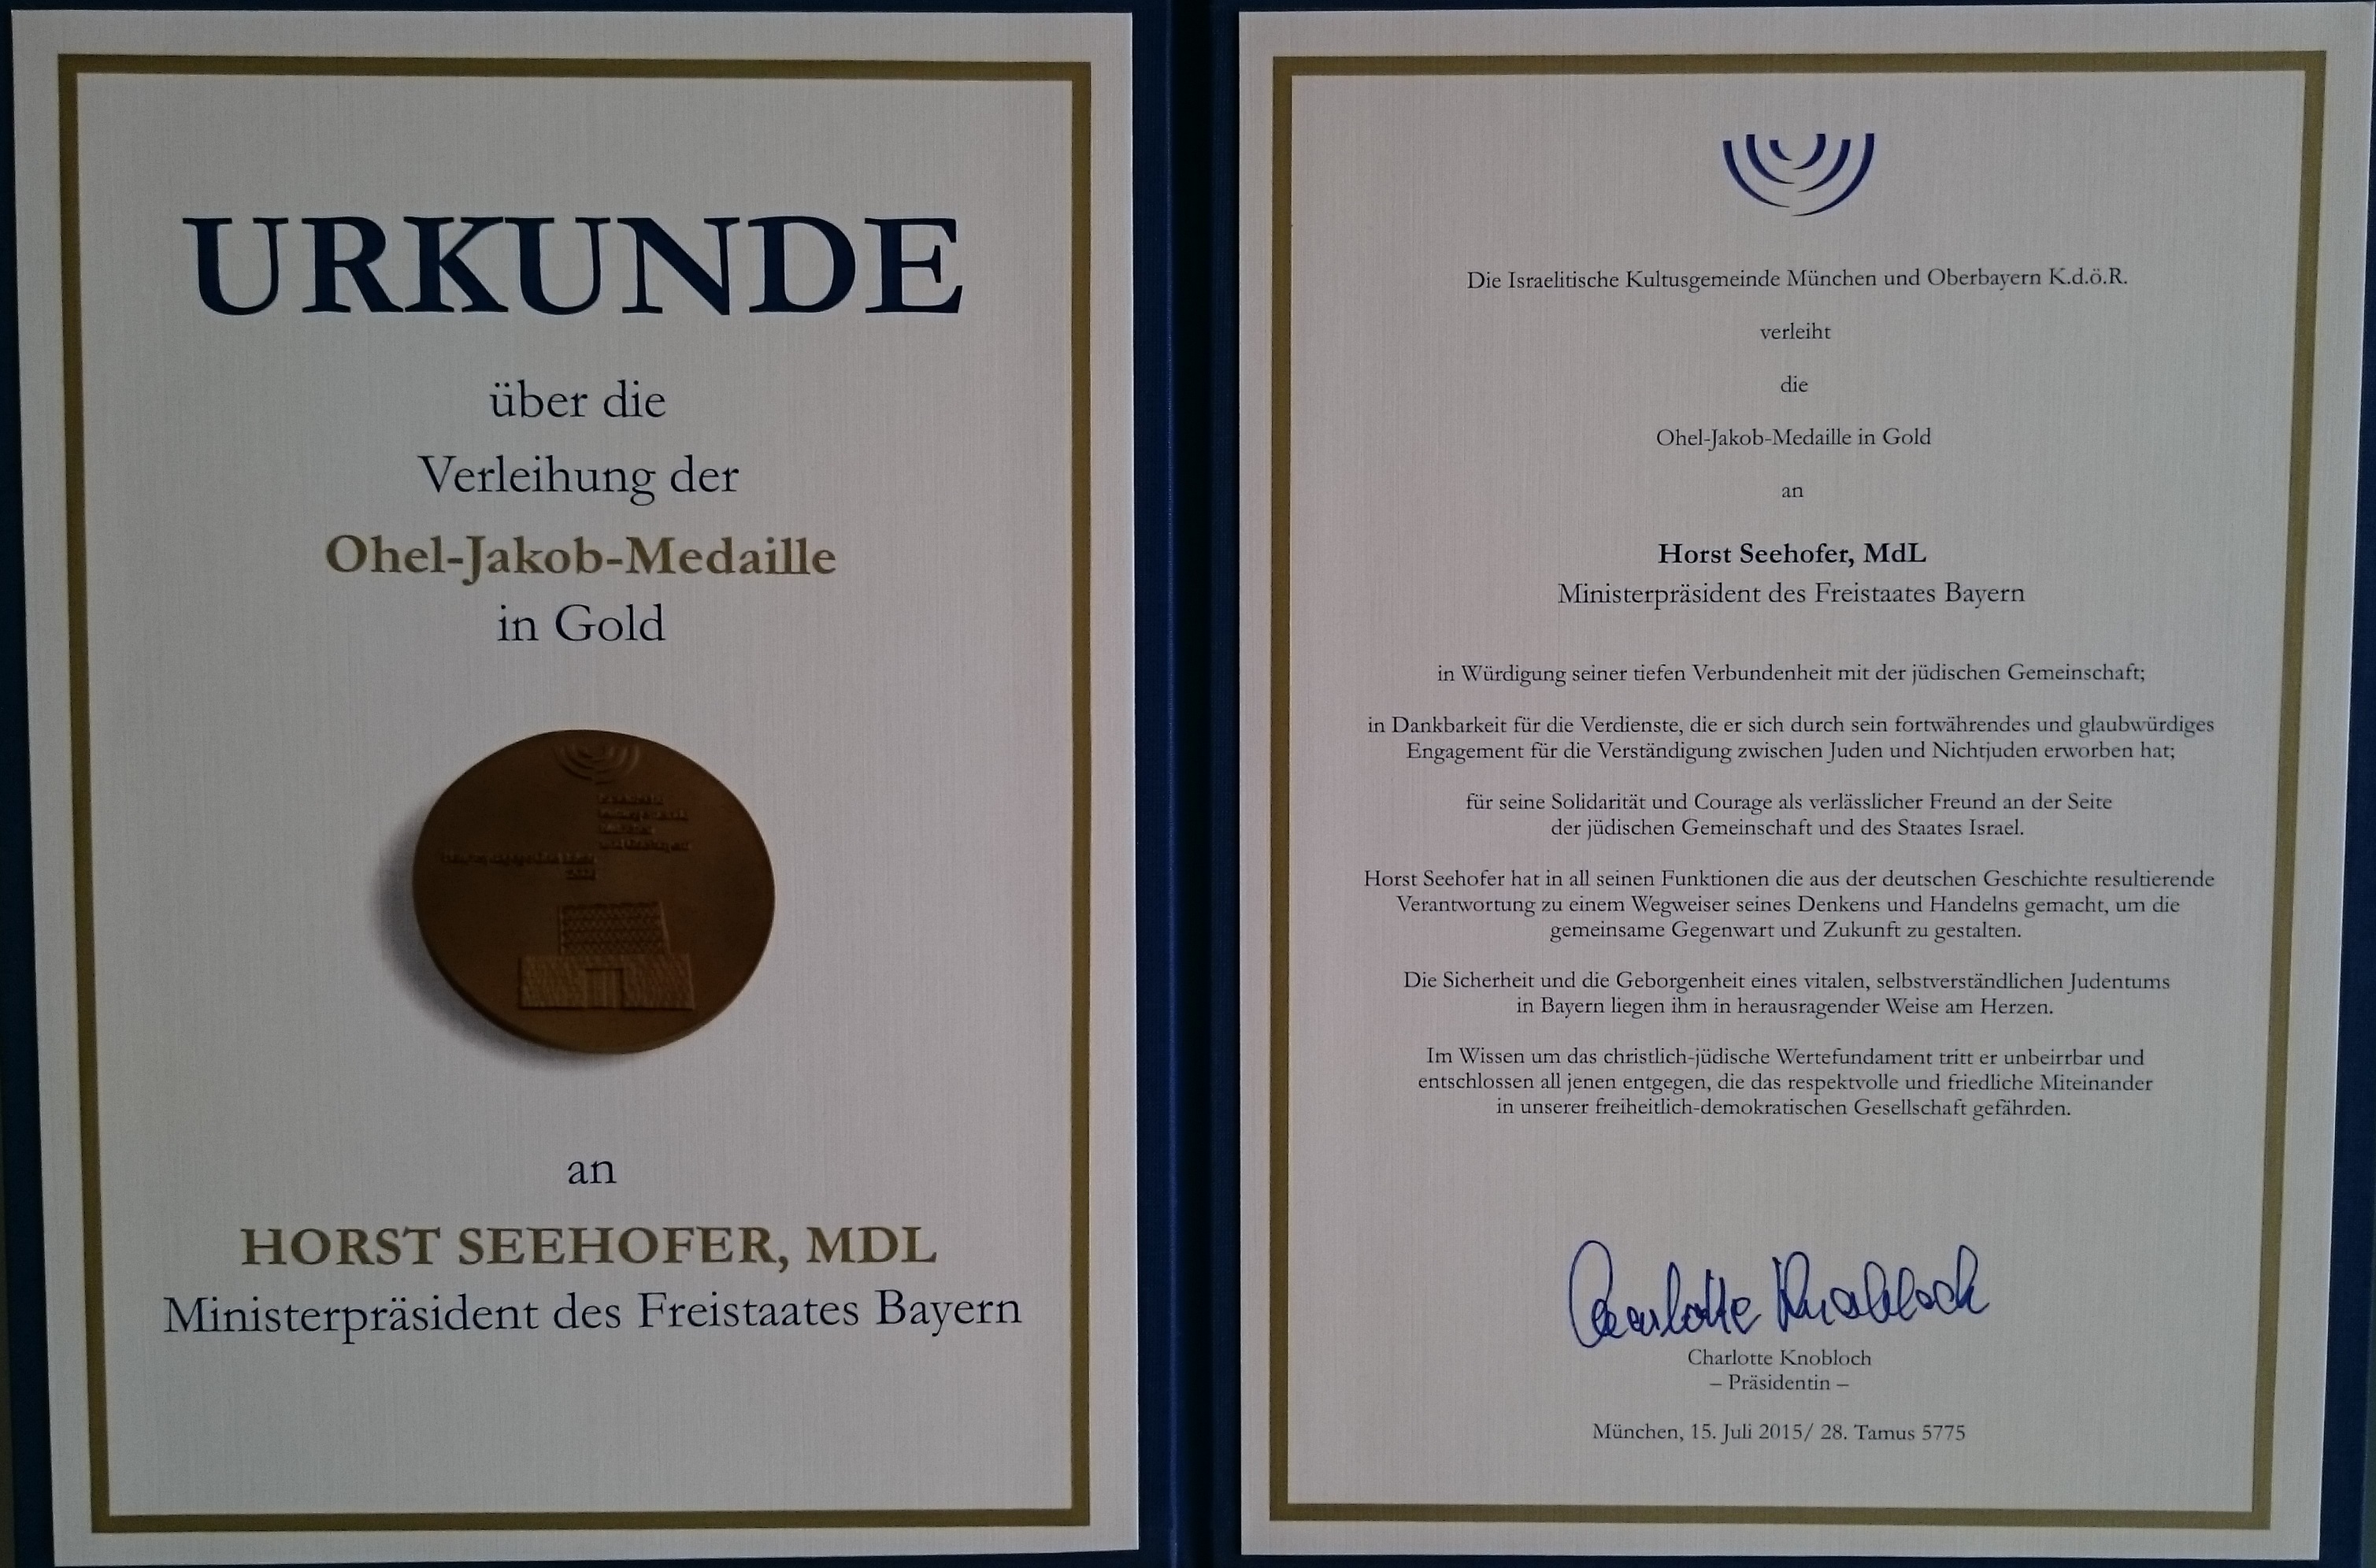 URKUNDE
über die
Verleihung der
Ohel-Jakob-Medaille
in Gold
an
HORST SEEHOFER, MDL
Ministerpräsident des Freistaates Bayern
Die Israelitische Kultusgemeinde München und Oberbayern K.d.ö.R.
verleiht
die
Ohel-Jakob-Medaille in Gold
an
Horst Seehofer, MdL
Ministerpräsident des Freistaates Bayern
in Würdigung seiner tiefen Verbundenheit mit der jüdischen Gemeinschaft;
in Dankbarkeit für die Verdienste, die er sich durch sein fortwährendes und glaubwürdiges
Engagement für die Verständigung zwischen Juden und Nichtjuden erworben hat;
für seine Solidarität und Courage als verlässlicher Freund an der Seite
der jüdischen Gemeinschaft und des Staates Israel.
Horst Seehofer hat in all seinen Funktionen die aus der deutschen Geschichte resultierende
Verantwortung zu einem Wegweiser seines Denkens und Handelns gemacht, um die
gemeinsame Gegenwart und Zukunft zu gestalten.
Die Sicherheit und die Geborgenheit eines vitalen, selbstverständlichen Judentums
in Bayern liegen ihm in herausragender Weise am Herzen.
Im Wissen um das christlich-jüdische Wertefundament tritt er unbeirrbar und
entschlossen all jenen entgegen, die das respektvolle und friedliche Miteinander
in unserer freiheitlich-demokratischen Gesellschaft gefährden.
Charlotte Knobloch
Charlotte Knobloch
– Präsidentin –
München, 15. Juli 2015/ 28. Tamus 5775